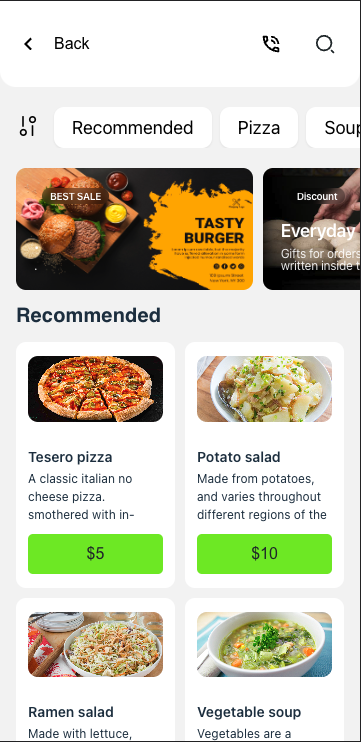 Back
Recommended
Pizza
Soup
BEST SALE
TASTY
BURGER
Discount
Everyday
Gifts for orders
written inside t
Recommended
Tesero pizza
A classic italian no
cheese pizza.
smothered with in-
$5
Potato salad
Made from potatoes,
and varies throughout
different regions of the
$10
Ramen salad
Made with lettuce,
Vegetable soup
Vegetables are a